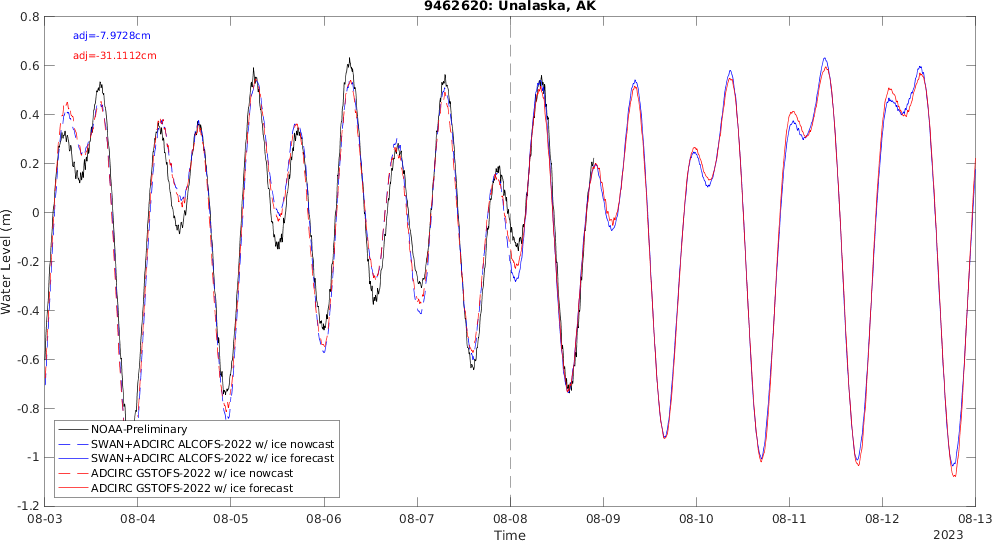 9462620: Unalaska, AK
adj=-7.9728cm
adj=-31.1112cm
Water Level (m)
0.8
0.6
0.4
0.2
0
-0.2
-0.4
-0.6
-0.8
-1
-1.2
NOAA-Preliminary
SWAN+ADCIRC ALCOFS-2022 w/ ice nowcast
SWAN+ADCIRC ALCOFS-2022 w/ ice forecast
ADCIRC GSTOFS-2022 w/ ice nowcast
ADCIRC GSTOFS-2022 w/ ice forecast
08-03 08-04 08-05 08-06 08-07 08-08 08-09 08-10 08-11 08-12 08-13
Time
2023